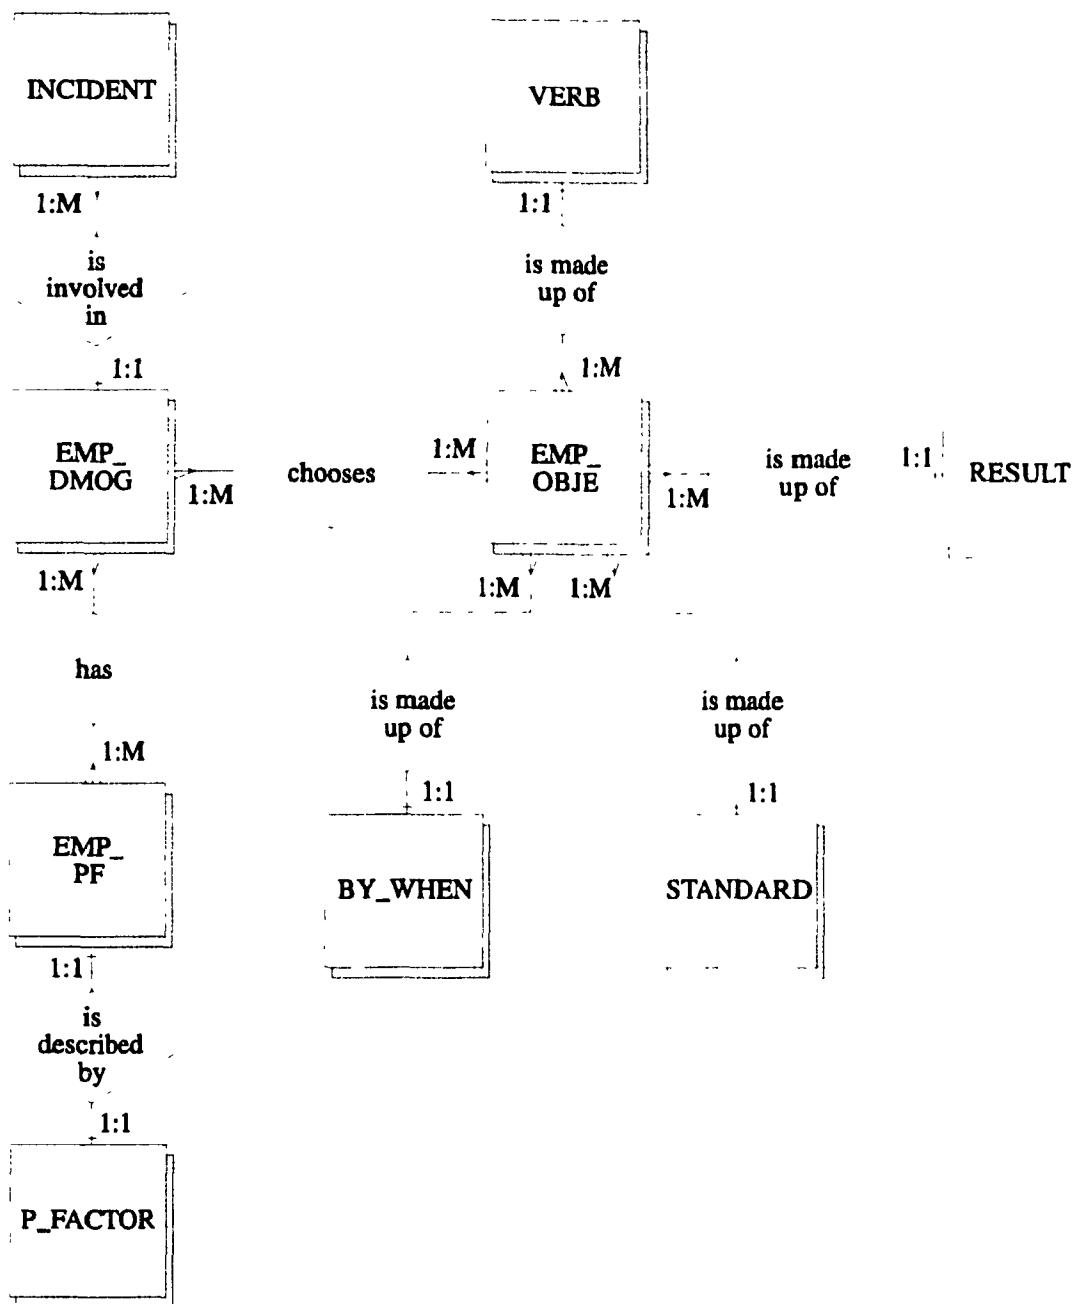 INCIDENT
VERB
1:M
1:1
is
involved
in
is made
up of
1:1
1:M
EMP_
DMOG
1:M
chooses
1:M
EMP_
OBJE
1:M
is made
up of
1:1
RESULT
1:M
1:M
1:M
has
is made
up of
is made
up of
1:M
1:1
1:1
EMP_
PF
BY_WHEN
STANDARD
1:1
is
described
by
1:1
P_FACTOR